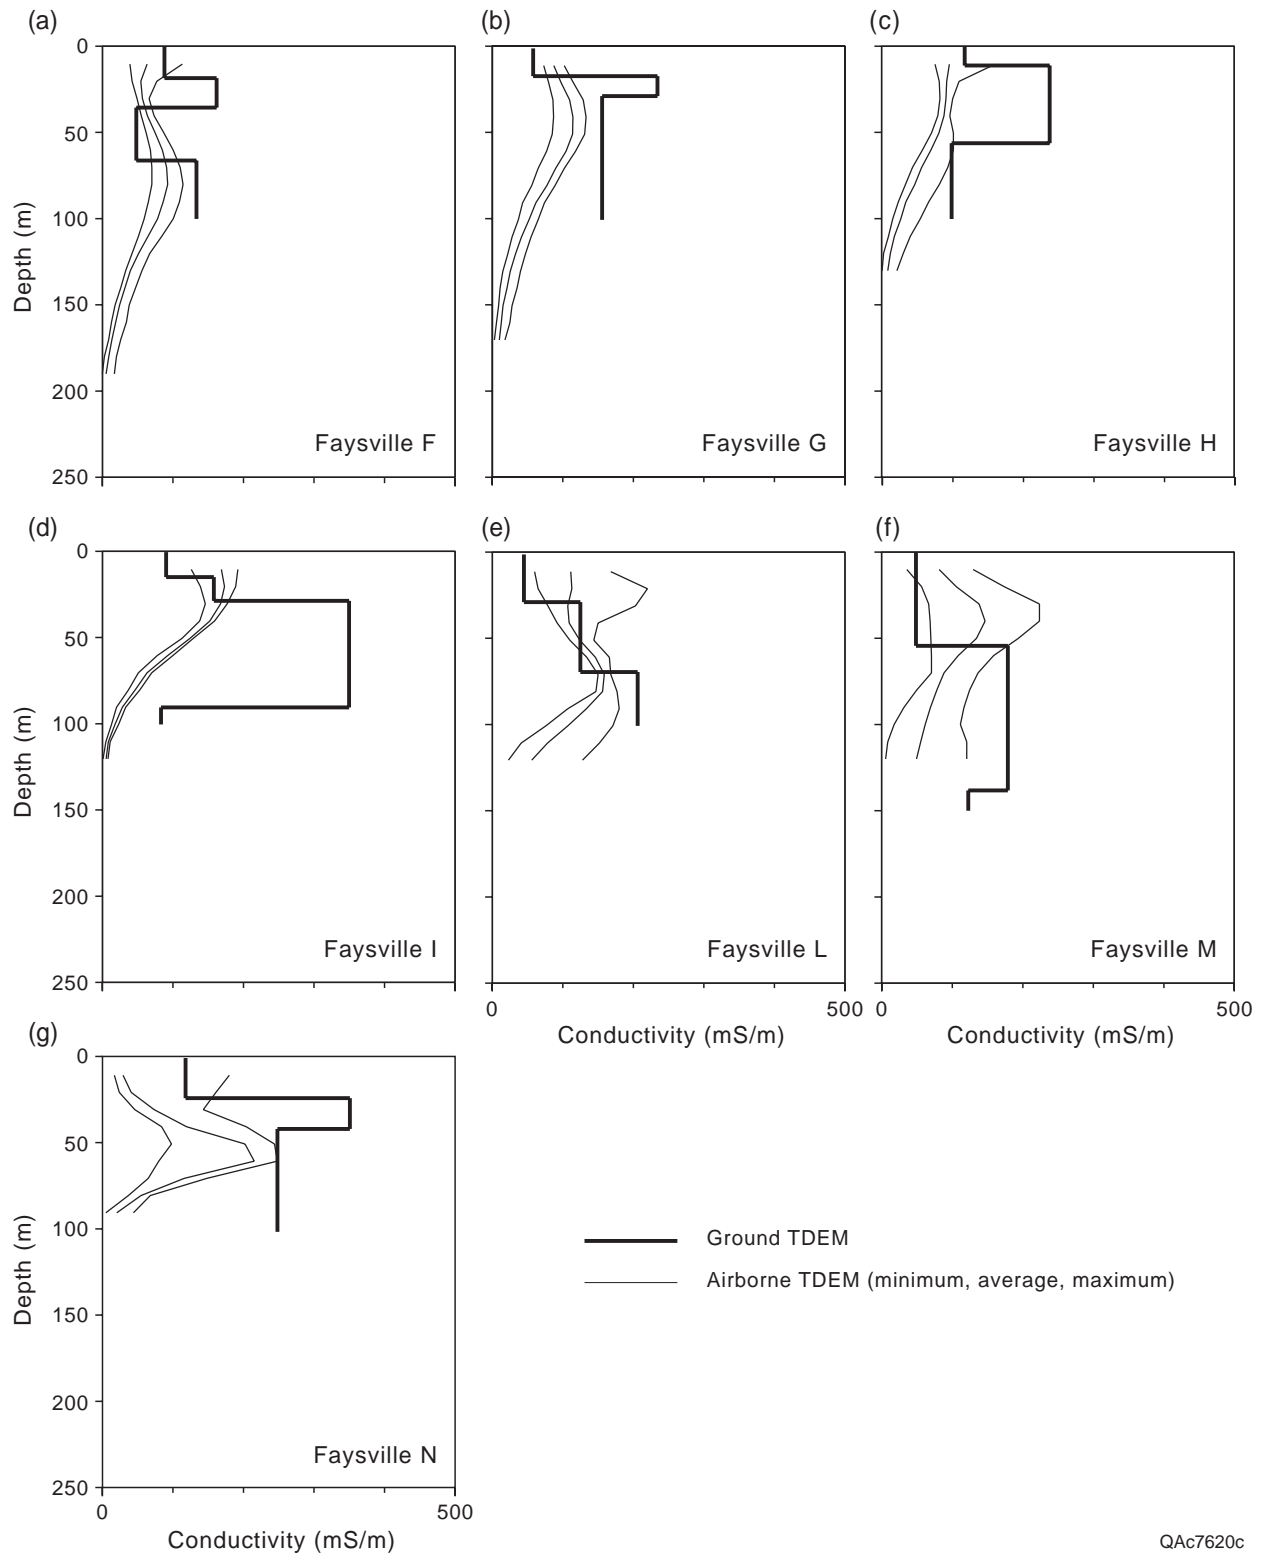 (a)
(b)
(c)
0
50
100
150
200
250
Depth (m)
Faysville F
Faysville G
Faysville H
(d)
(e)
(f)
0
50
100
150
200
250
Depth (m)
Faysville I
Faysville L
Faysville M
0
500
0
500
Conductivity (mS/m)
Conductivity (mS/m)
(g)
0
50
100
150
200
250
Depth (m)
Faysville N
0
500
Conductivity (mS/m)
Ground TDEM
Airborne TDEM (minimum, average, maximum)
QAc7620c